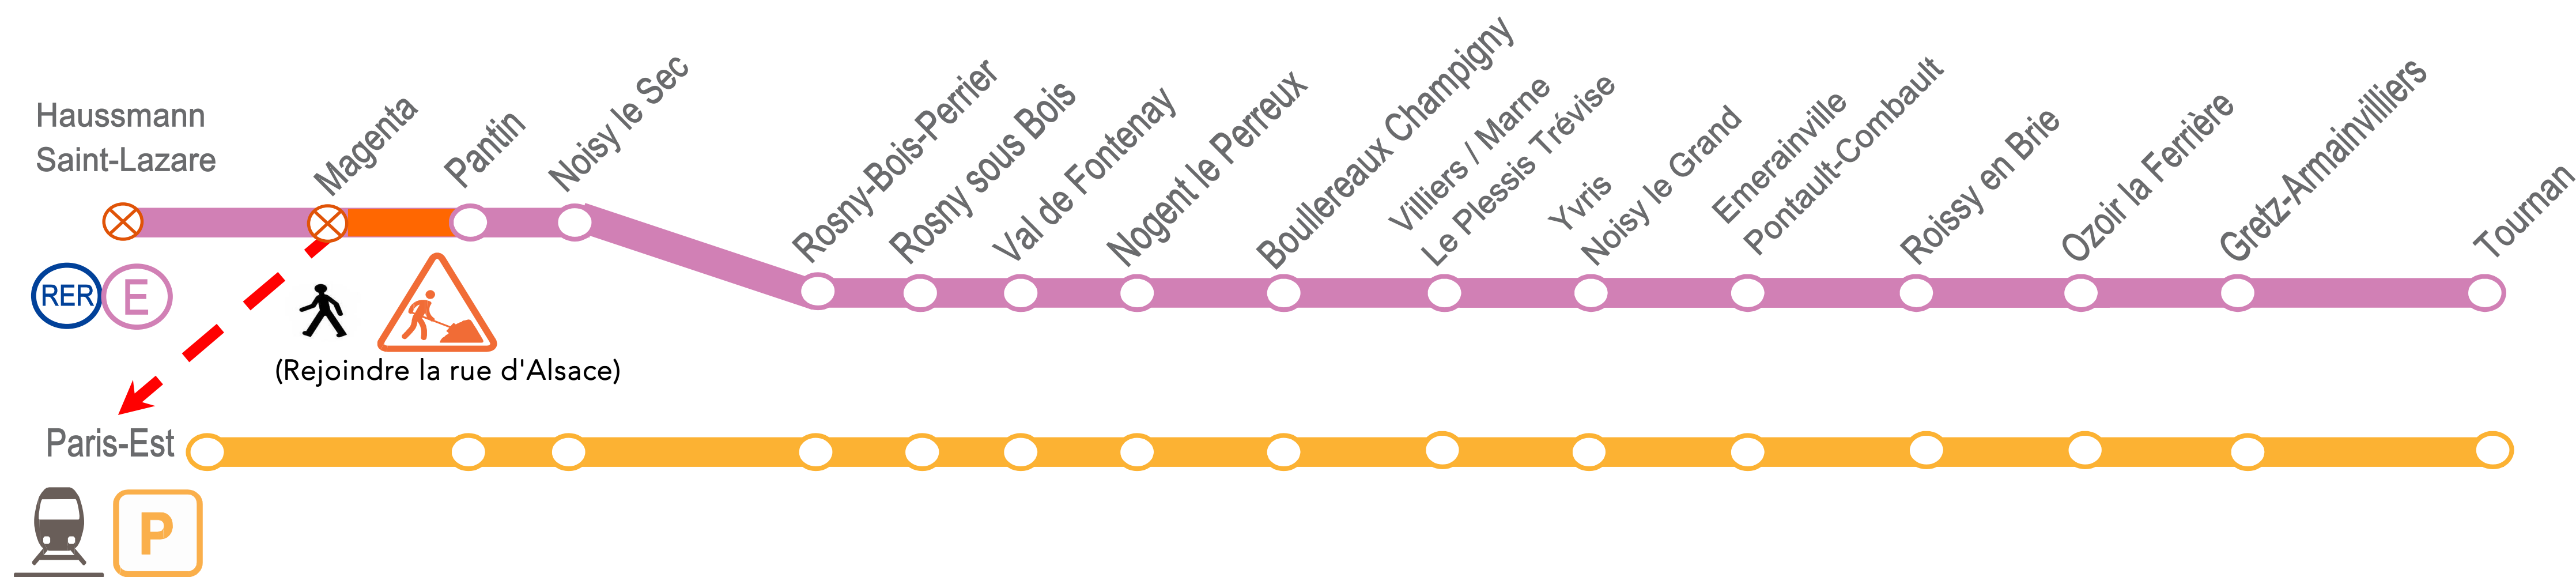 Haussmann
Saint-Lazare
Magenta
Pantin
Noisy le Sec
Rosny-Bois-Perrier
Rosny sous Bois
Val de Fontenay
Nogent le Perreux
Boullereaux Champigny
Villiers / Marne
Le Plessis Trévise
Yvris
Noisy le Grand
Emerainville
Pontault-Combault
Roissy en Brie
Ozoir la Ferrière
Gretz-Armainvilliers
Tournan
RER E
(Rejoindre la rue d'Alsace)
Paris-Est
P